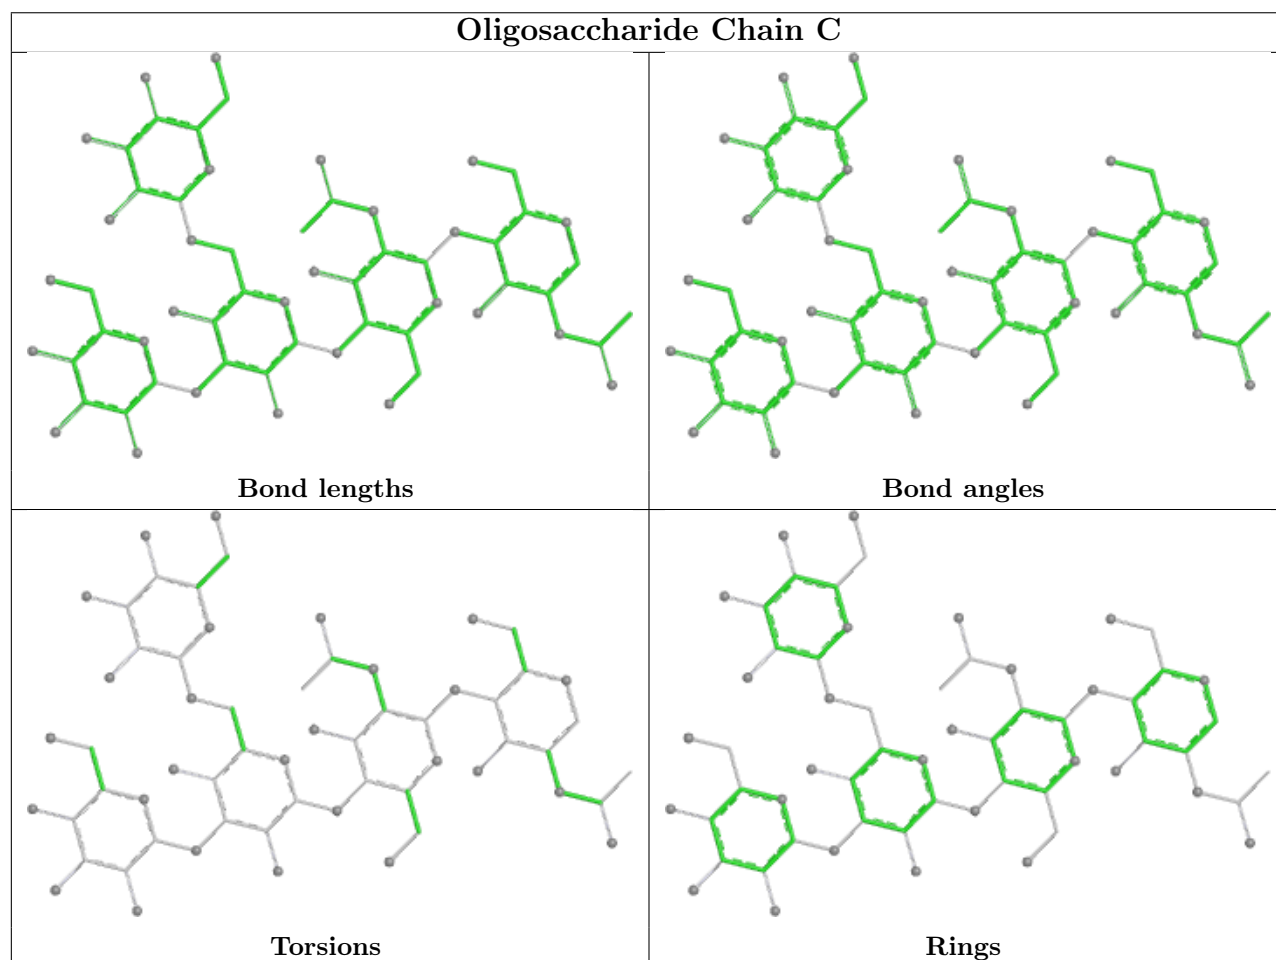 Oligosaccharide Chain C
Bond lengths
Bond angles
Torsions
Rings